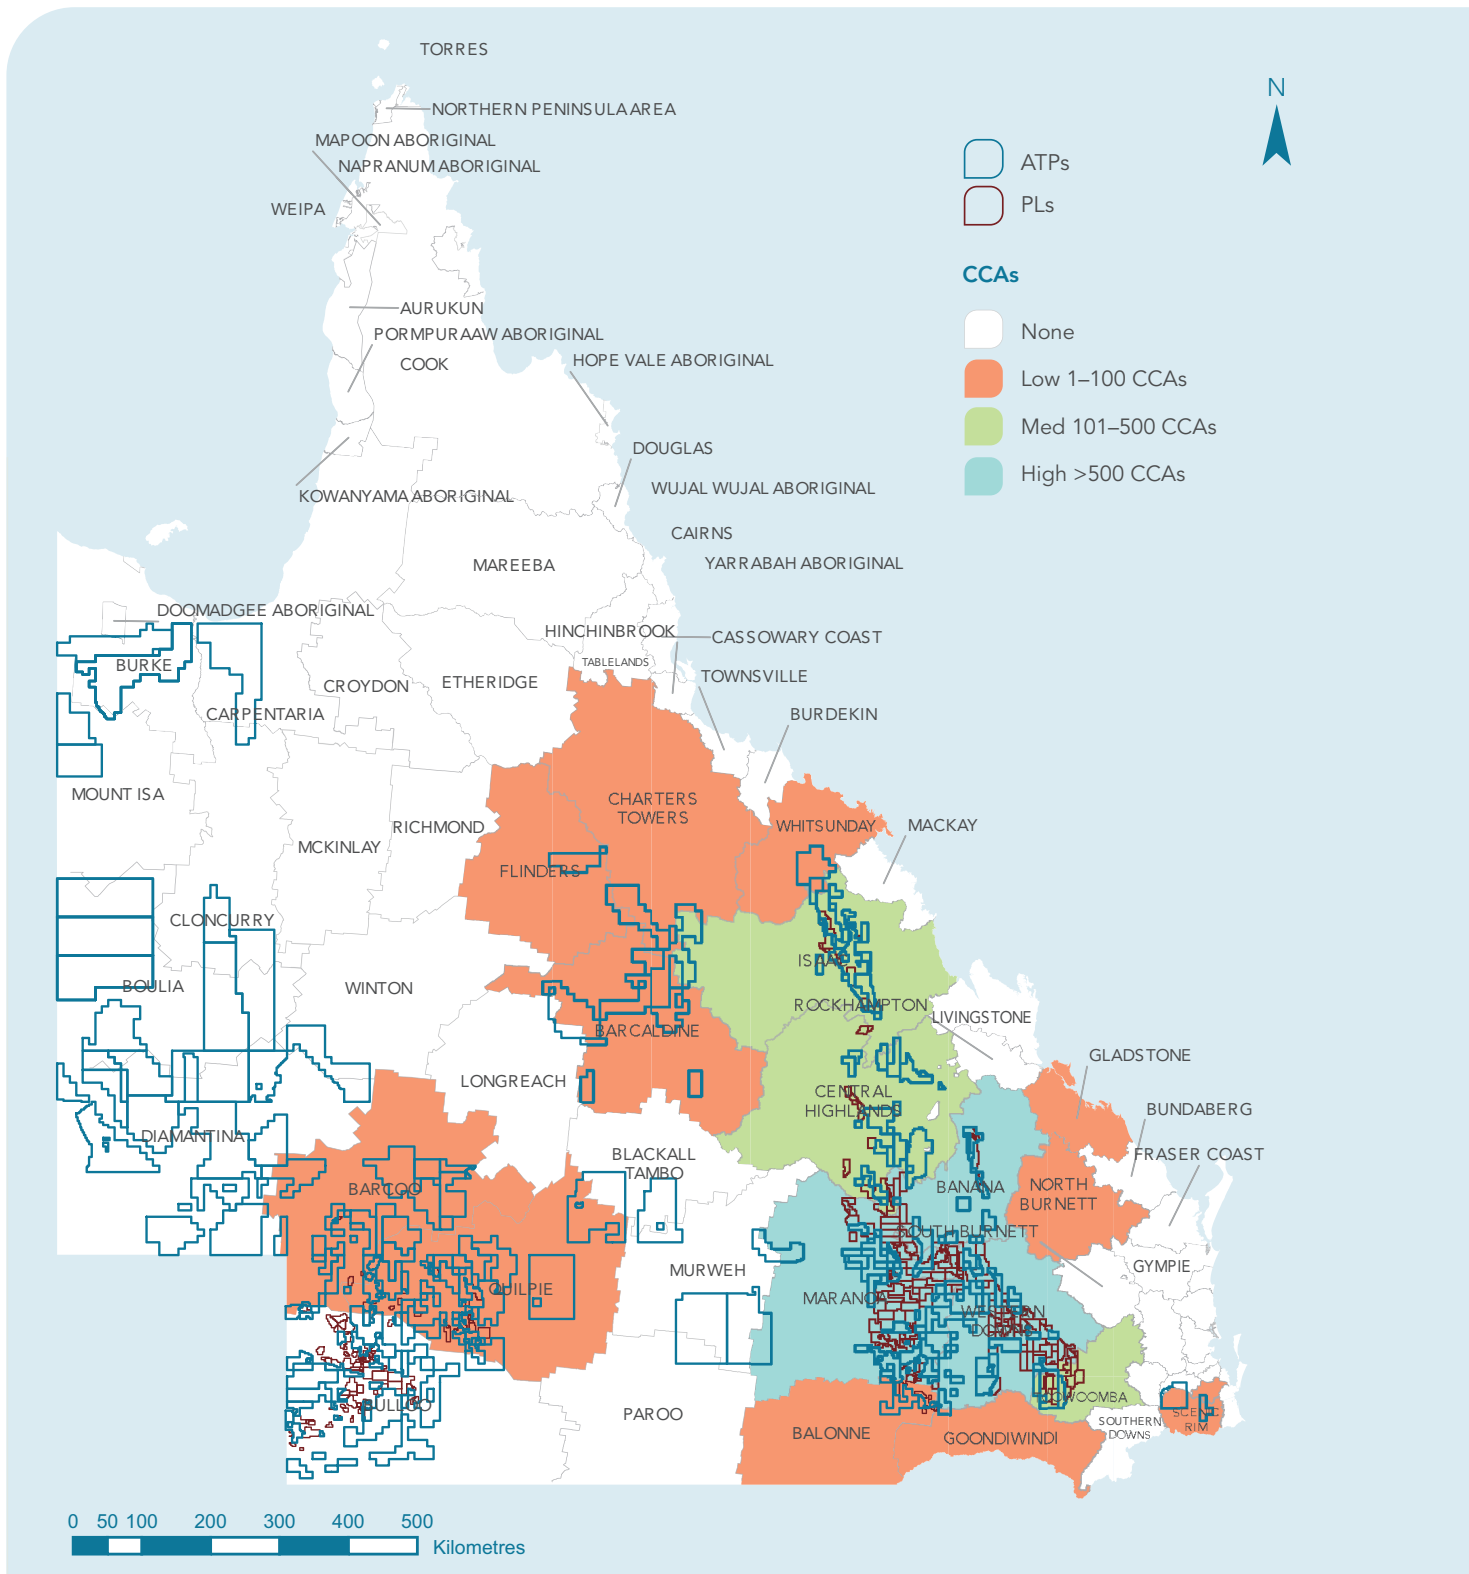 TORRES
N
NORTHERN PENINSULA AREA
MAPOON ABORIGINAL
NAPRANUM ABORIGINAL
ATPs
PLs
WEIPA
CCAs
AURUKUN
PORMPURAAW ABORIGINAL
COOK
HOPE VALE ABORIGINAL
None
Low 1–100 CCAs
Med 101–500 CCAs
High >500 CCAs
DOUGLAS
KOWANYAMA ABORIGINAL
WUJAL WUJAL ABORIGINAL
CAIRNS
MAREEBA
YARRABAH ABORIGINAL
DOOMADGEE ABORIGINAL
HINCHINBROOK
CASSOWARY COAST
BURKE
TABLELANDS
CROYDON
ETHERIDGE
TOWNSVILLE
CARPENTARIA
BURDEKIN
MOUNT ISA
CHARTERS
TOWERS
RICHMOND
WHITSUNDAY
MACKAY
MCKINLAY
FLINDERS
CLONCURRY
ISAAC
BOULIA
WINTON
ROCKHAMPTON
LIVINGSTONE
BARCALDINE
GLADSTONE
LONGREACH
CENTRAL
HIGHLANDS
BUNDABERG
DIAMANTINA
BLACKALL
TAMBO
FRASER COAST
BARCOO
BANANA
NORTH
BURNETT
SOUTH BURNETT
MURWEH
GYMPIE
QUILPIE
MARANOA
WESTERN
DOWNS
BULLOO
PAROO
TOOWOOMBA
BALONNE
GOONDIWINDI
SOUTHERN
DOWNS
SCENIC
RIM
0 50 100 200 300 400 500
Kilometres